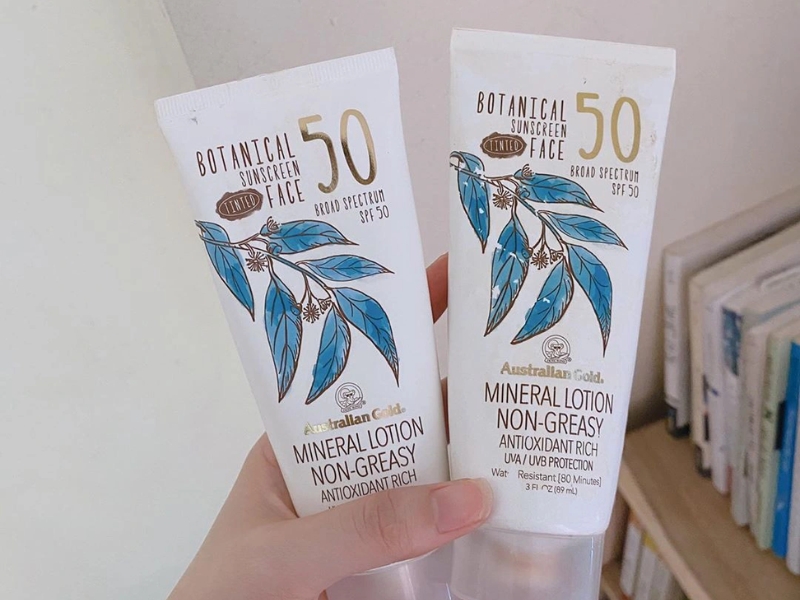 BOTANICAL
SUNSCREEN
TINTED
FACE
50
BROAD SPECTRUM
SPF 50
Australian Gold.
MINERAL LOTION
NON-GREASY
ANTIOXIDANT RICH
BOTANICAL
SUNSCREEN
TINTED
FACE
50
BROAD SPECTRUM
SPF 50
Australian Gold.
MINERAL LOTION
NON-GREASY
ANTIOXIDANT RICH
UVA / UVB PROTECTION
Resistant [80 Minutes]
3 (89 mL)